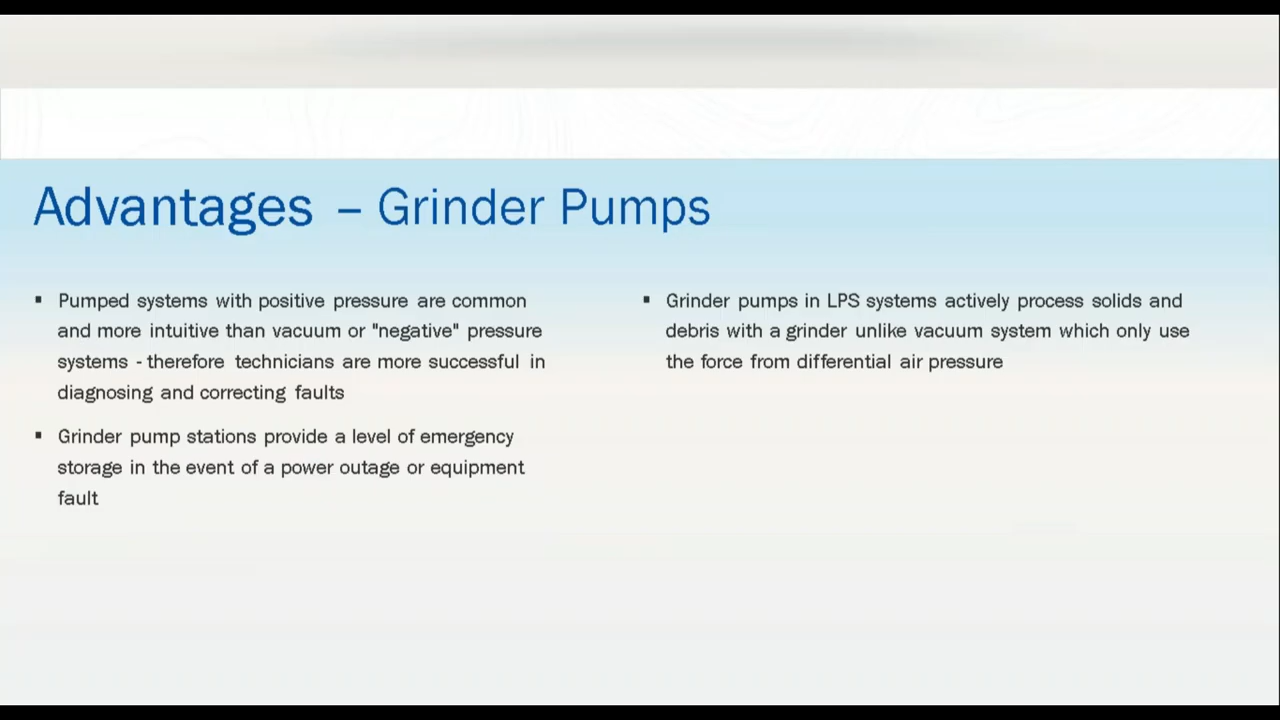 Advantages – Grinder Pumps
▪ Pumped systems with positive pressure are common
and more intuitive than vacuum or "negative" pressure
systems - therefore technicians are more successful in
diagnosing and correcting faults
▪ Grinder pump stations provide a level of emergency
storage in the event of a power outage or equipment
fault
▪ Grinder pumps in LPS systems actively process solids and
debris with a grinder unlike vacuum system which only use
the force from differential air pressure